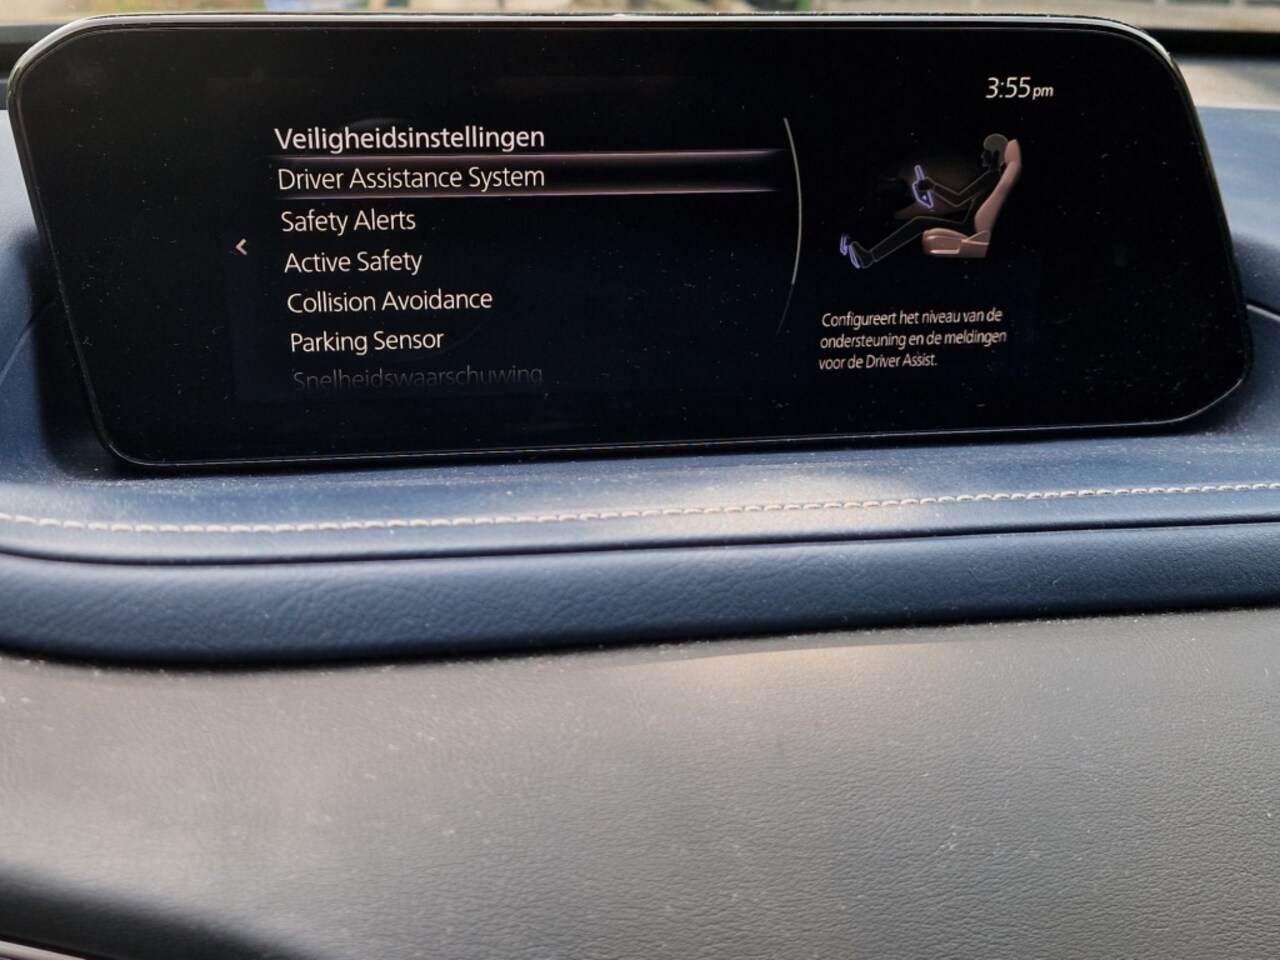 3:55pm
Veiligheidsinstellingen
Driver Assistance System
Safety Alerts
Active Safety
Collision Avoidance
Parking Sensor
Snelheidswaarschuwing
Configureert het niveau van de
ondersteuning en de meldingen
voor de Driver Assist.